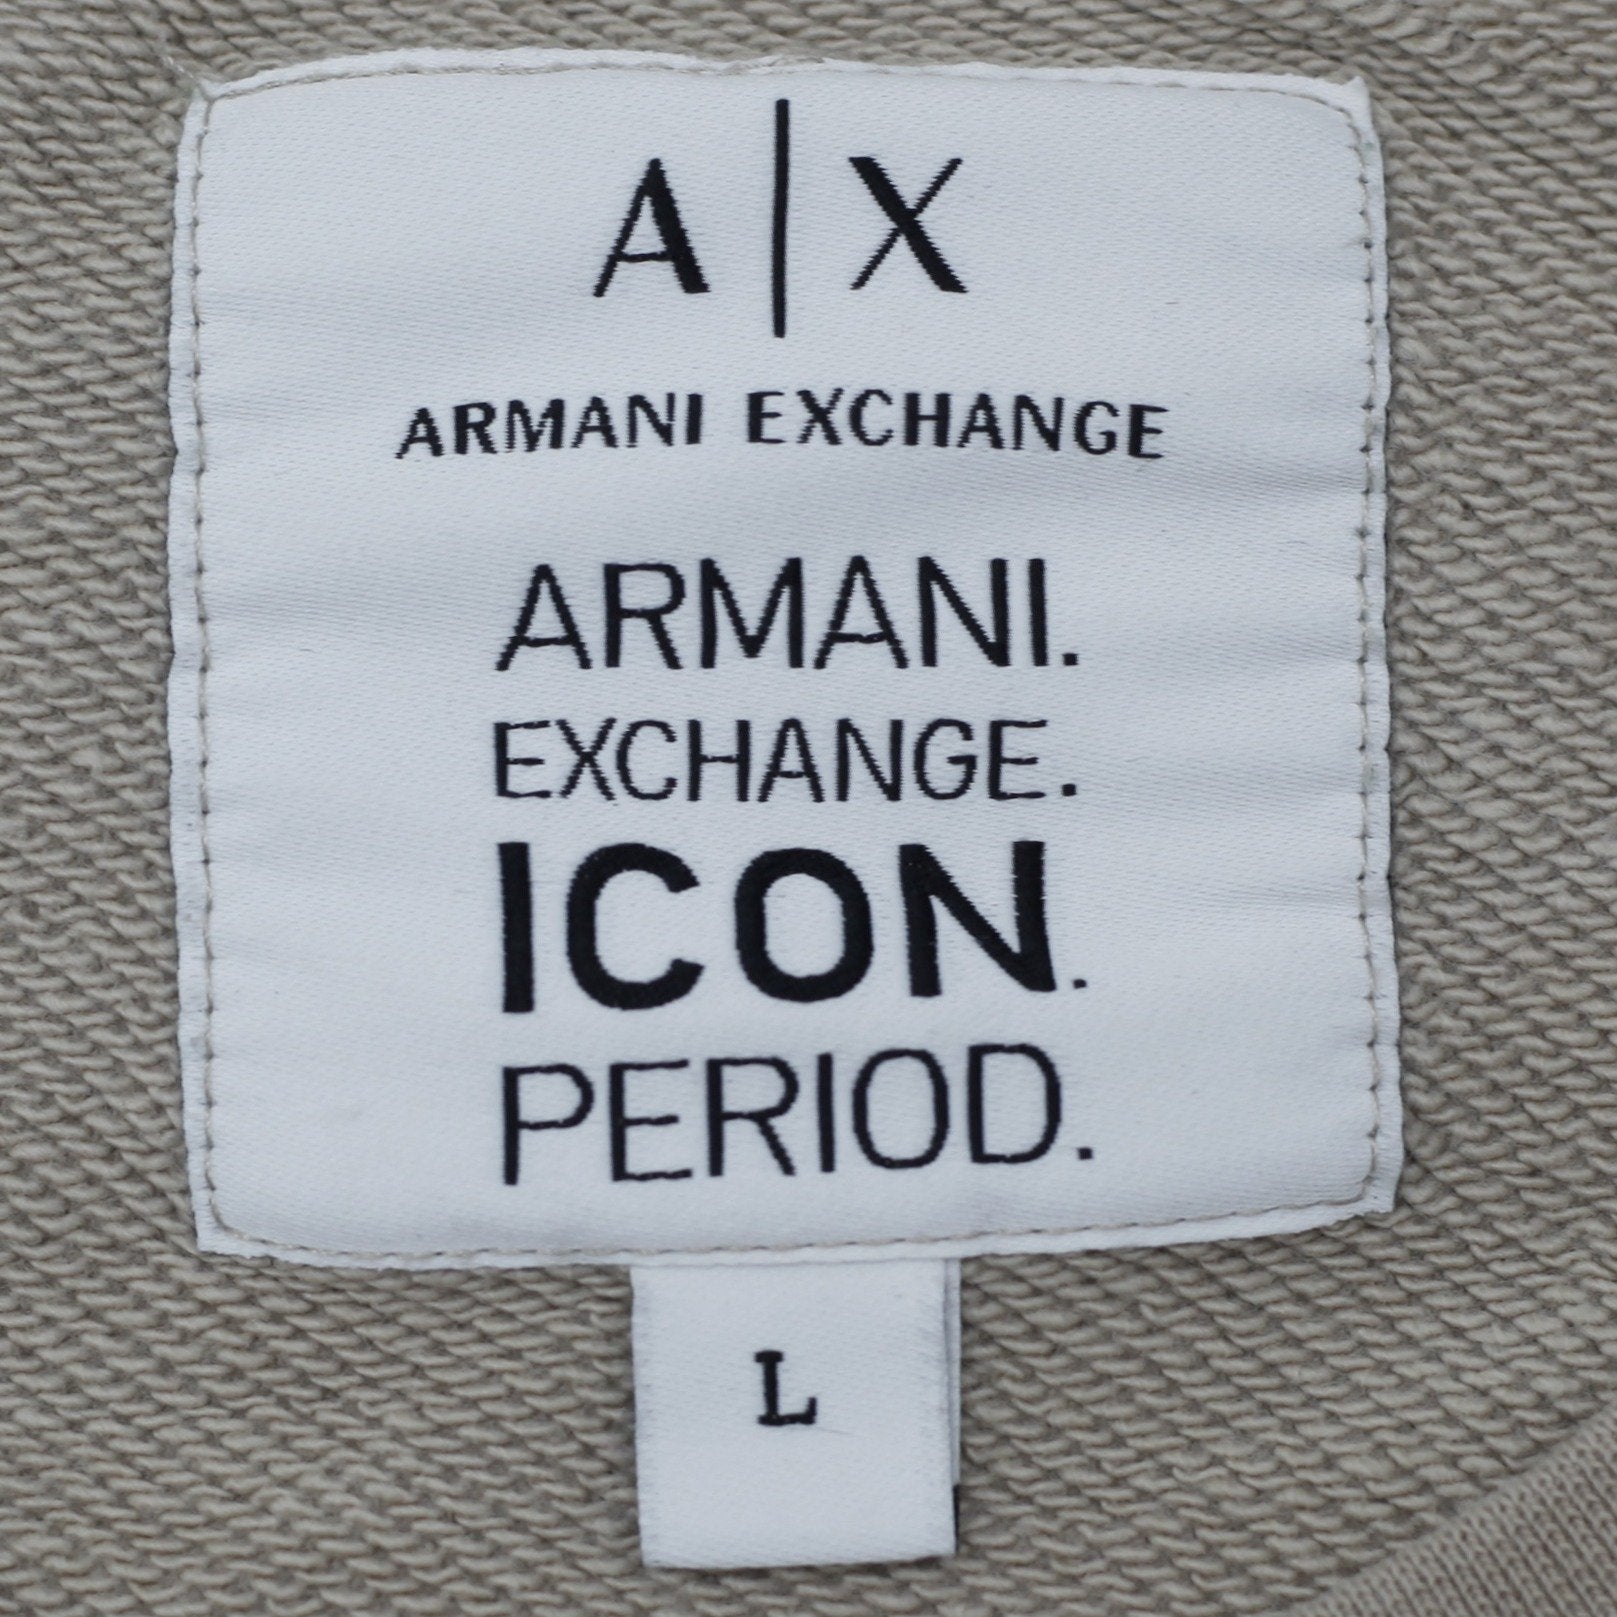 A|X
ARMANI EXCHANGE
ARMANI.
EXCHANGE.
ICON.
PERIOD.
L